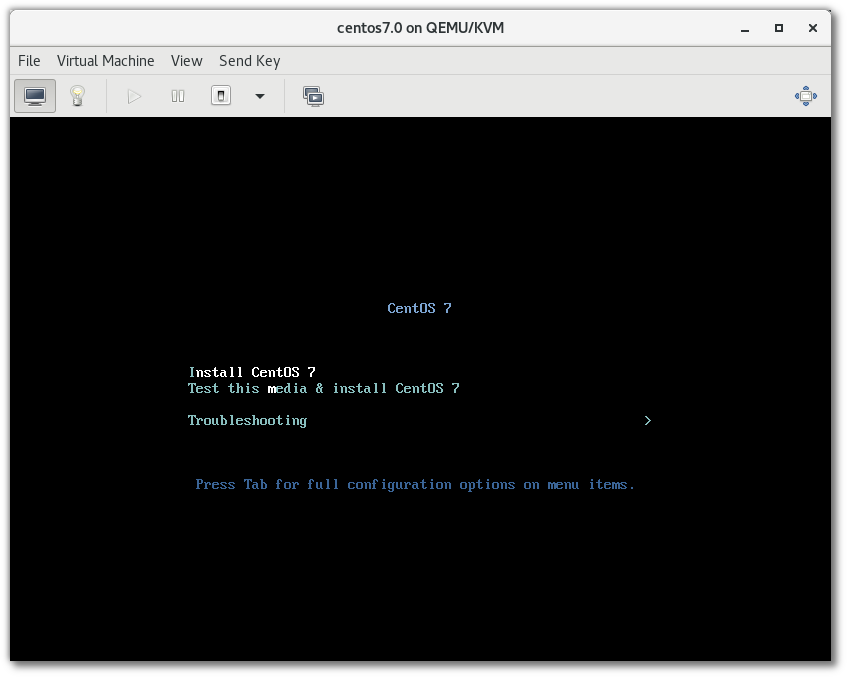 centos7.0 on QEMU/KVM
File Virtual Machine View Send Key
CentOS 7
Install CentOS 7
Test this media & install CentOS 7
Troubleshooting >
Press Tab for full configuration options on menu items.